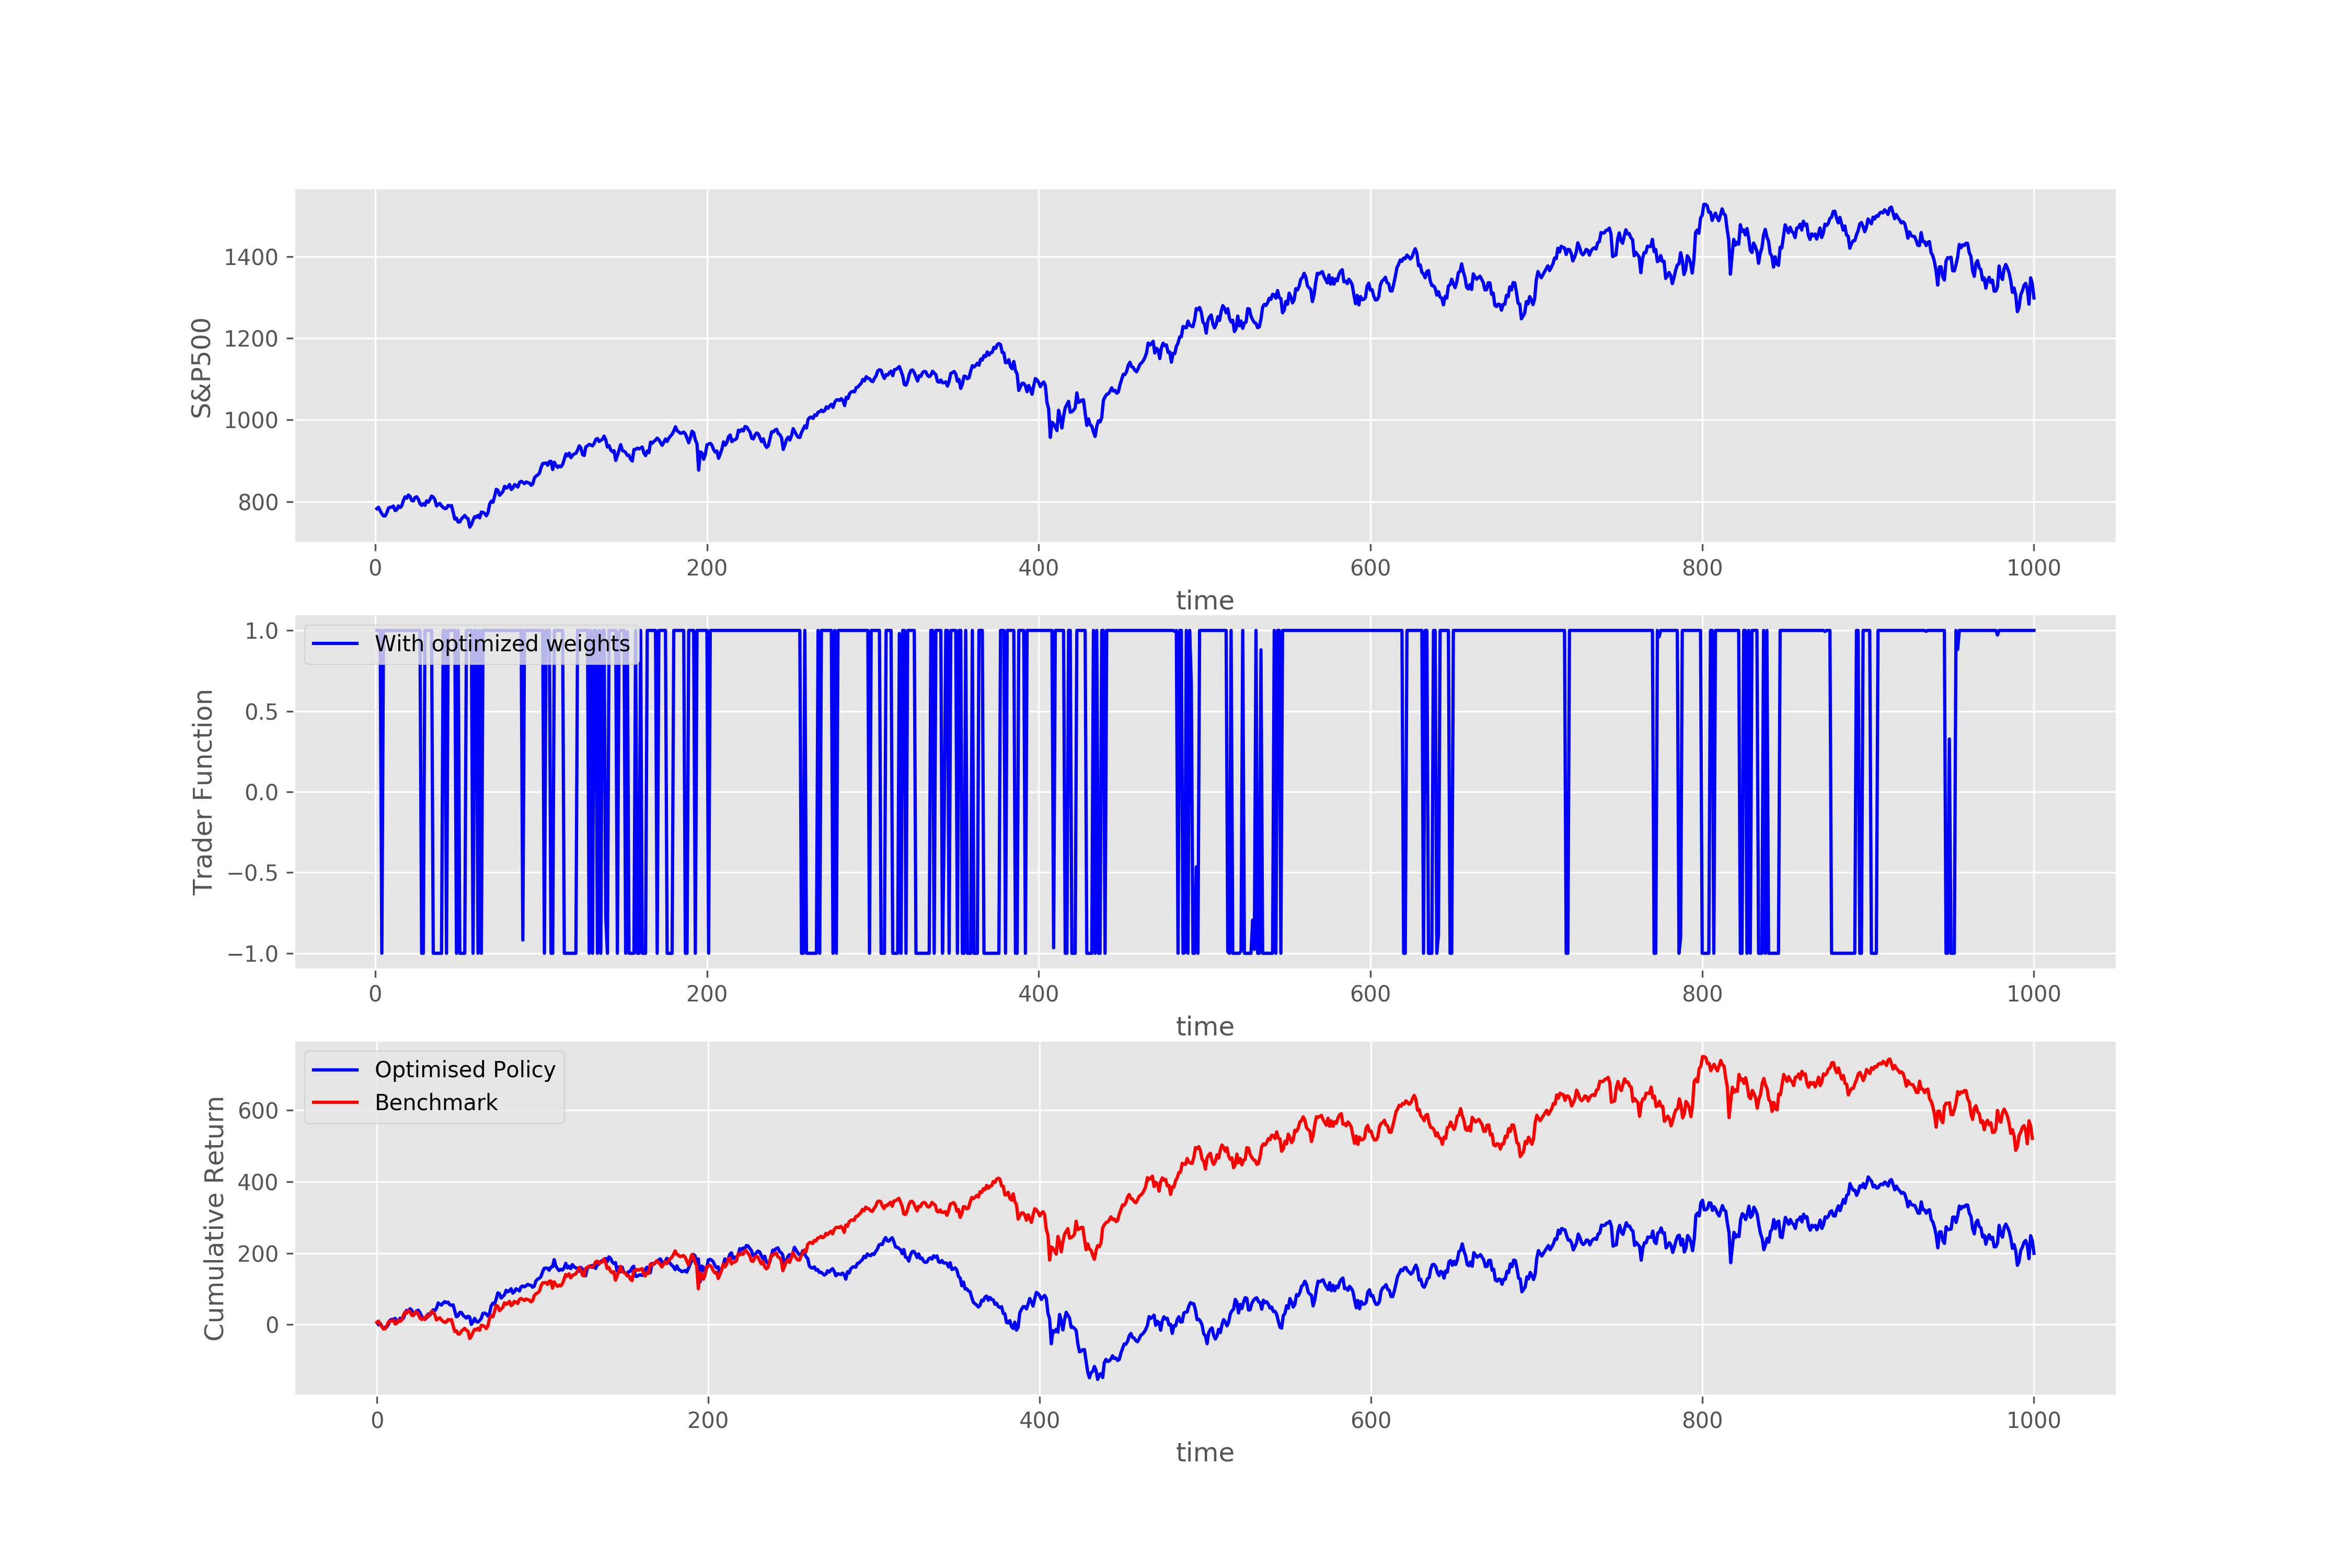 S&P500
1400
1200
1000
800
0 200 400 600 800 1000
time
Trader Function
With optimized weights
1.0
0.5
0.0
−0.5
−1.0
0 200 400 600 800 1000
time
Cumulative Return
Optimised Policy
Benchmark
600
400
200
0
0 200 400 600 800 1000
time